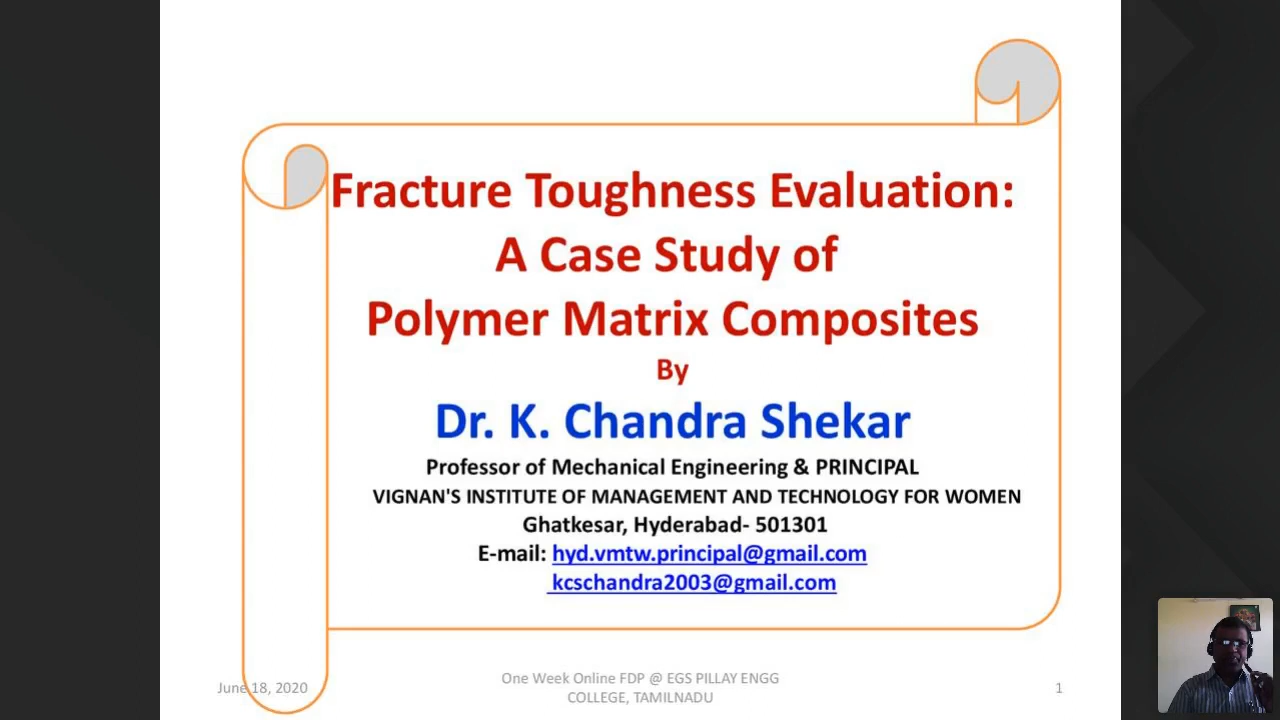 Fracture Toughness Evaluation:
A Case Study of
Polymer Matrix Composites
By
Dr. K. Chandra Shekar
Professor of Mechanical Engineering & PRINCIPAL
VIGNAN'S INSTITUTE OF MANAGEMENT AND TECHNOLOGY FOR WOMEN
Ghatkesar, Hyderabad- 501301
E-mail: hyd.vmtw.principal@gmail.com
kcschandra2003@gmail.com
June 18, 2020
One Week Online FDP @ EGS PILLAY ENGG
COLLEGE, TAMILNADU
1